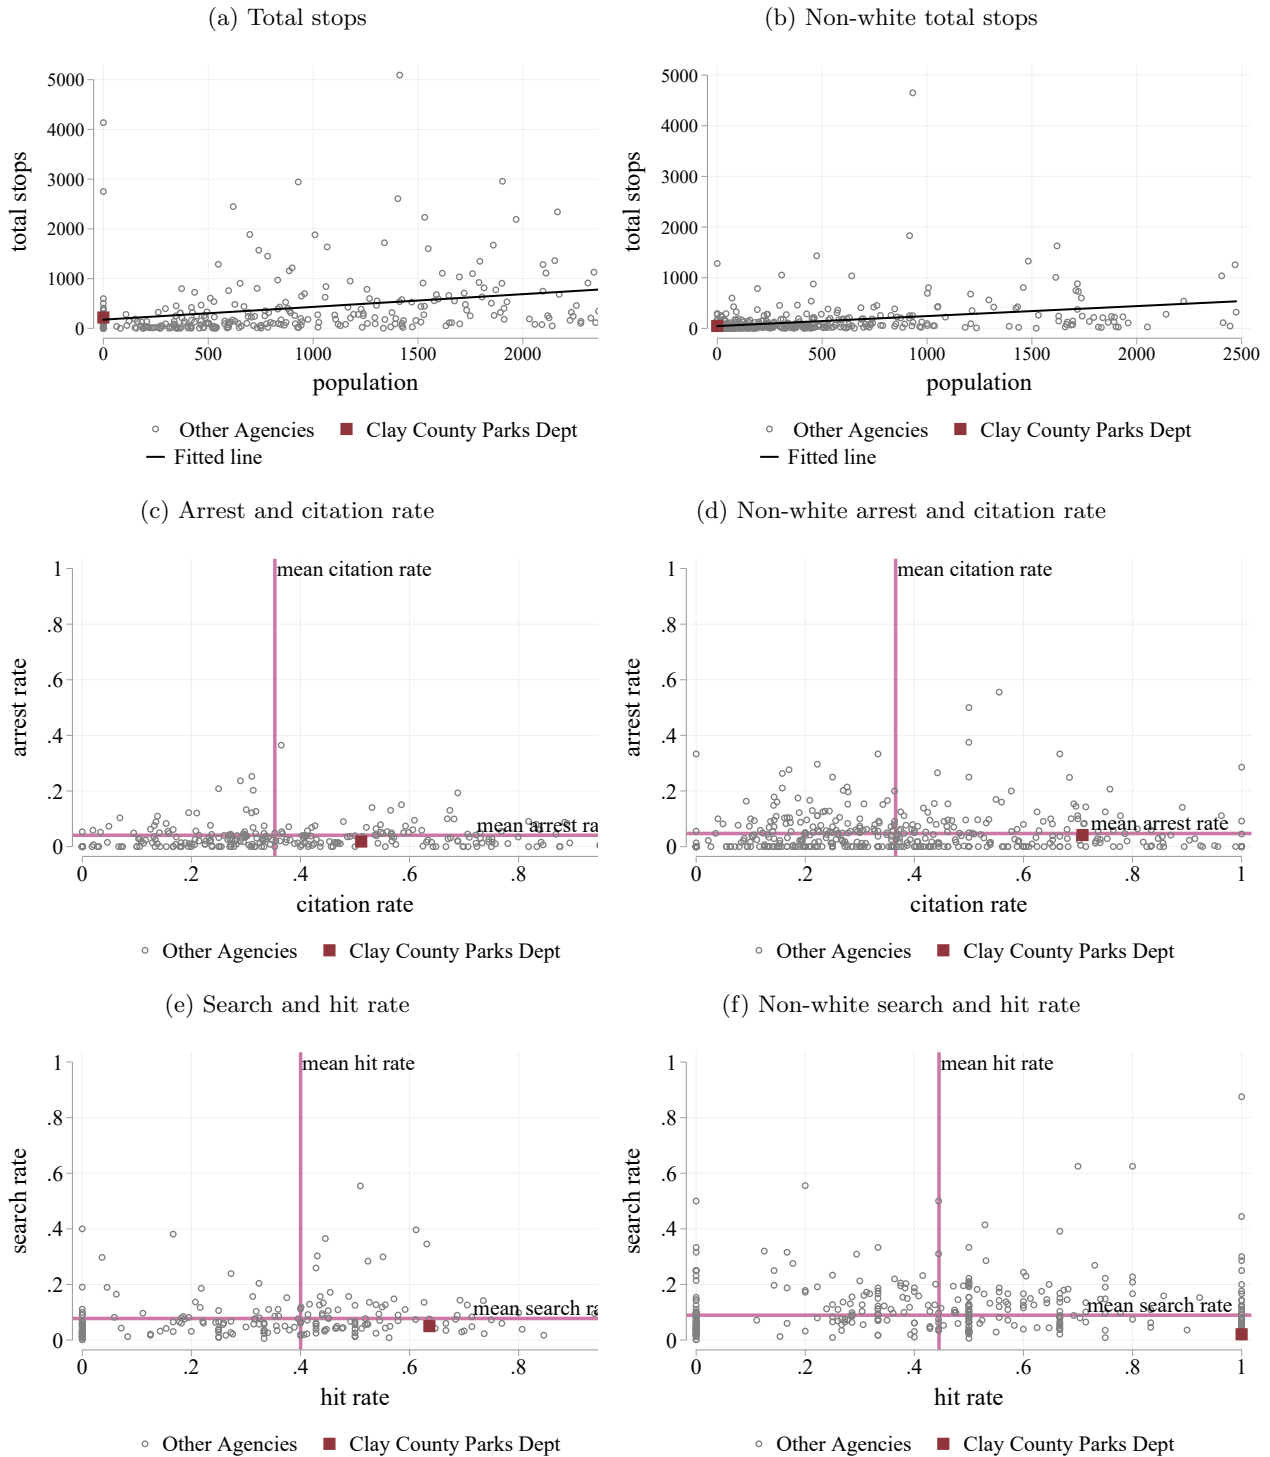 (a) Total stops
total stops
5000
4000
3000
2000
1000
0
0 500 1000 1500 2000
population
Other Agencies Clay County Parks Dept
Fitted line
(b) Non-white total stops
total stops
5000
4000
3000
2000
1000
0
0 500 1000 1500 2000 2500
population
Other Agencies Clay County Parks Dept
Fitted line
(c) Arrest and citation rate
arrest rate
1
.8
.6
.4
.2
0
mean citation rate
mean arrest ra
0 .2 .4 .6 .8
citation rate
Other Agencies Clay County Parks Dept
(d) Non-white arrest and citation rate
arrest rate
1
.8
.6
.4
.2
0
mean citation rate
mean arrest rate
0 .2 .4 .6 .8 1
citation rate
Other Agencies Clay County Parks Dept
(e) Search and hit rate
search rate
1
.8
.6
.4
.2
0
mean hit rate
mean search ra
0 .2 .4 .6 .8
hit rate
Other Agencies Clay County Parks Dept
(f) Non-white search and hit rate
search rate
1
.8
.6
.4
.2
0
mean hit rate
mean search rate
0 .2 .4 .6 .8 1
hit rate
Other Agencies Clay County Parks Dept